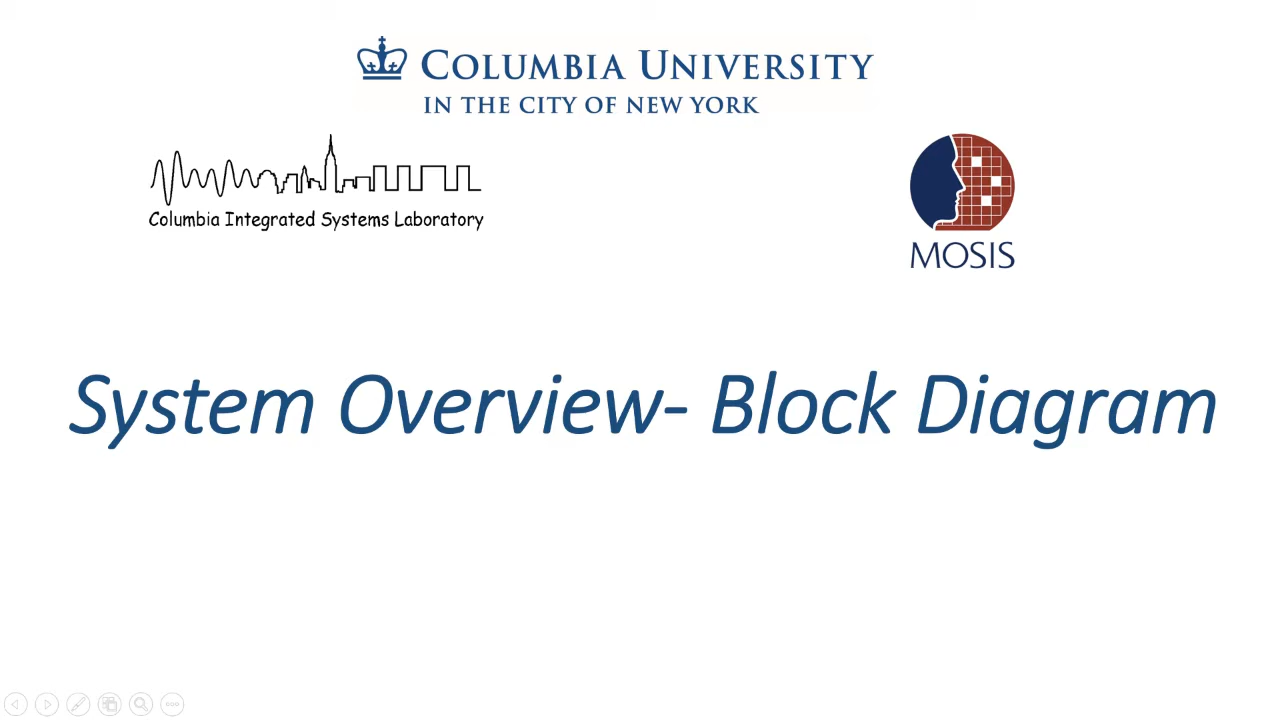 COLUMBIA UNIVERSITY
IN THE CITY OF NEW YORK
Columbia Integrated Systems Laboratory
MOSIS
System Overview- Block Diagram